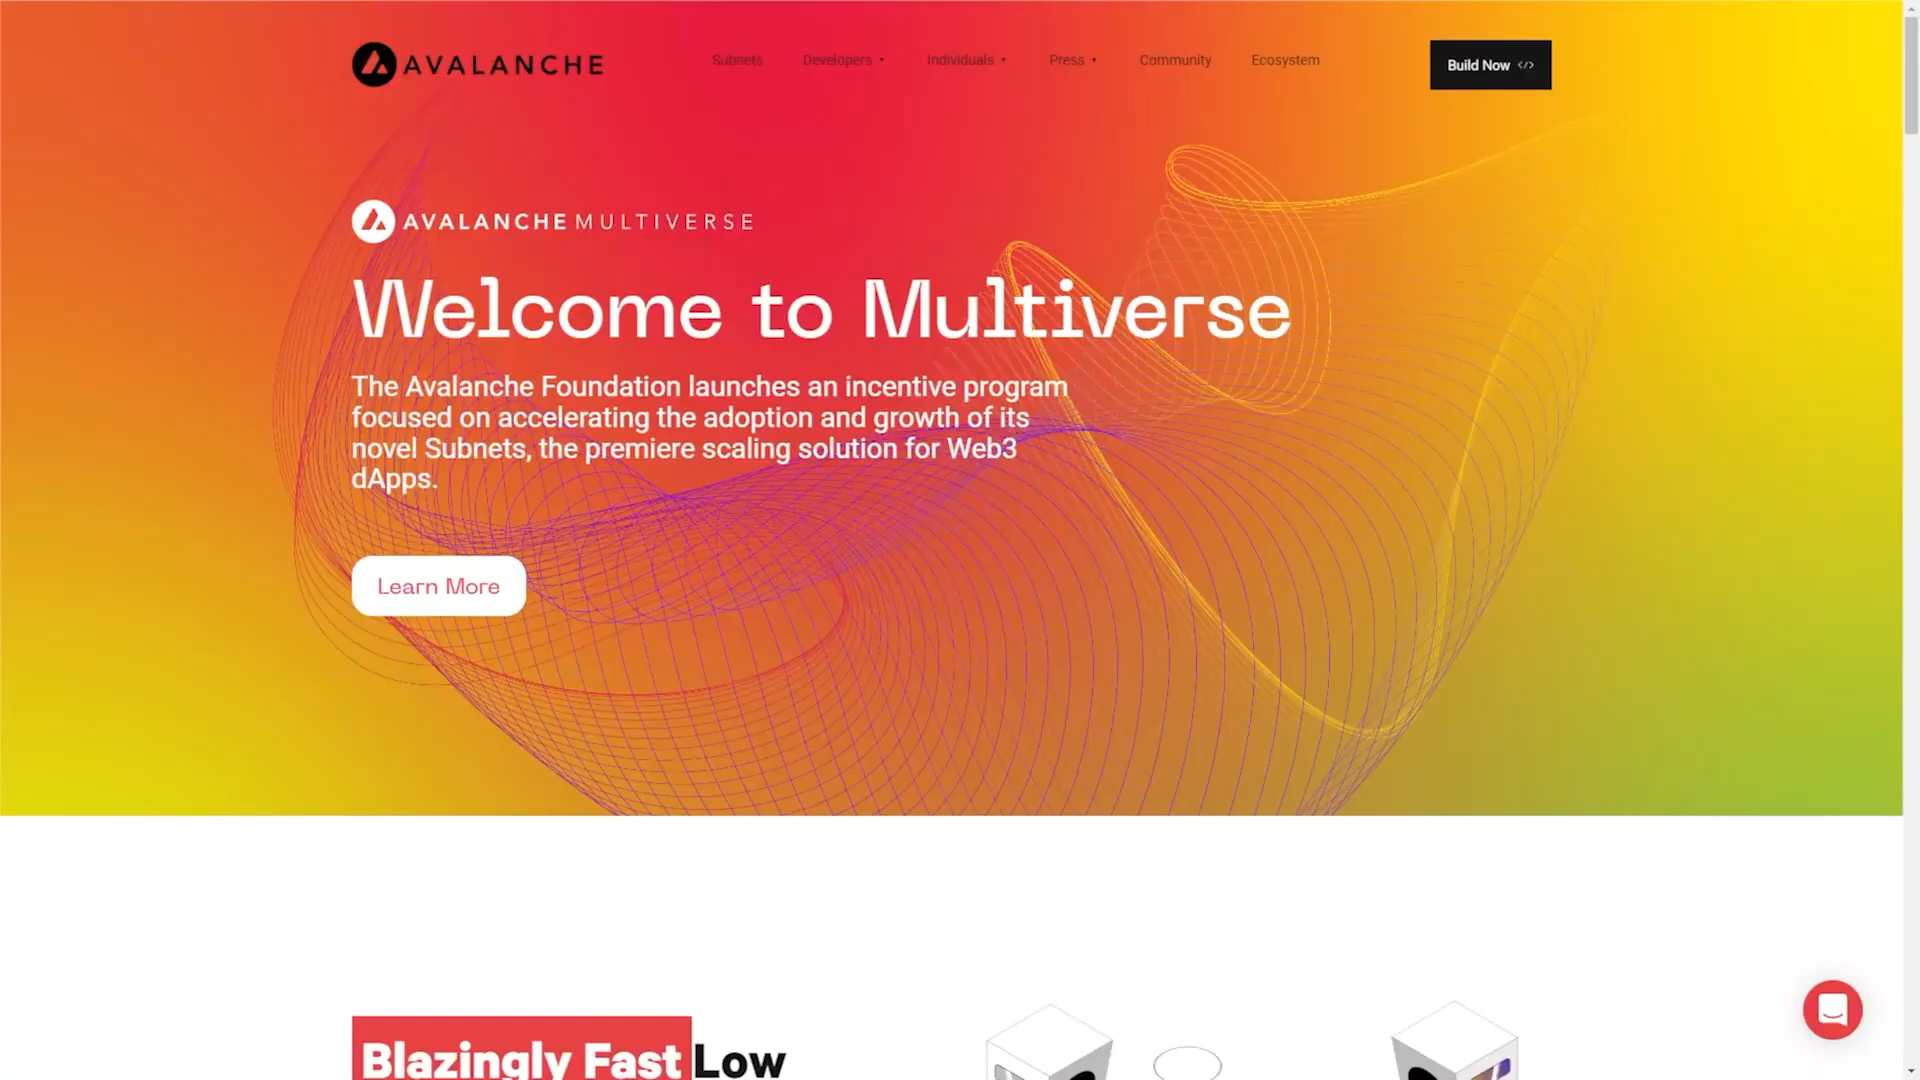 AVALANCHE
Subnets Developers Individuals Press Community Ecosystem
Build Now </>
AVALANCHE MULTIVERSE
Welcome to Multiverse
The Avalanche Foundation launches an incentive program
focused on accelerating the adoption and growth of its
novel Subnets, the premiere scaling solution for Web3
dApps.
Learn More
Blazingly Fast Low